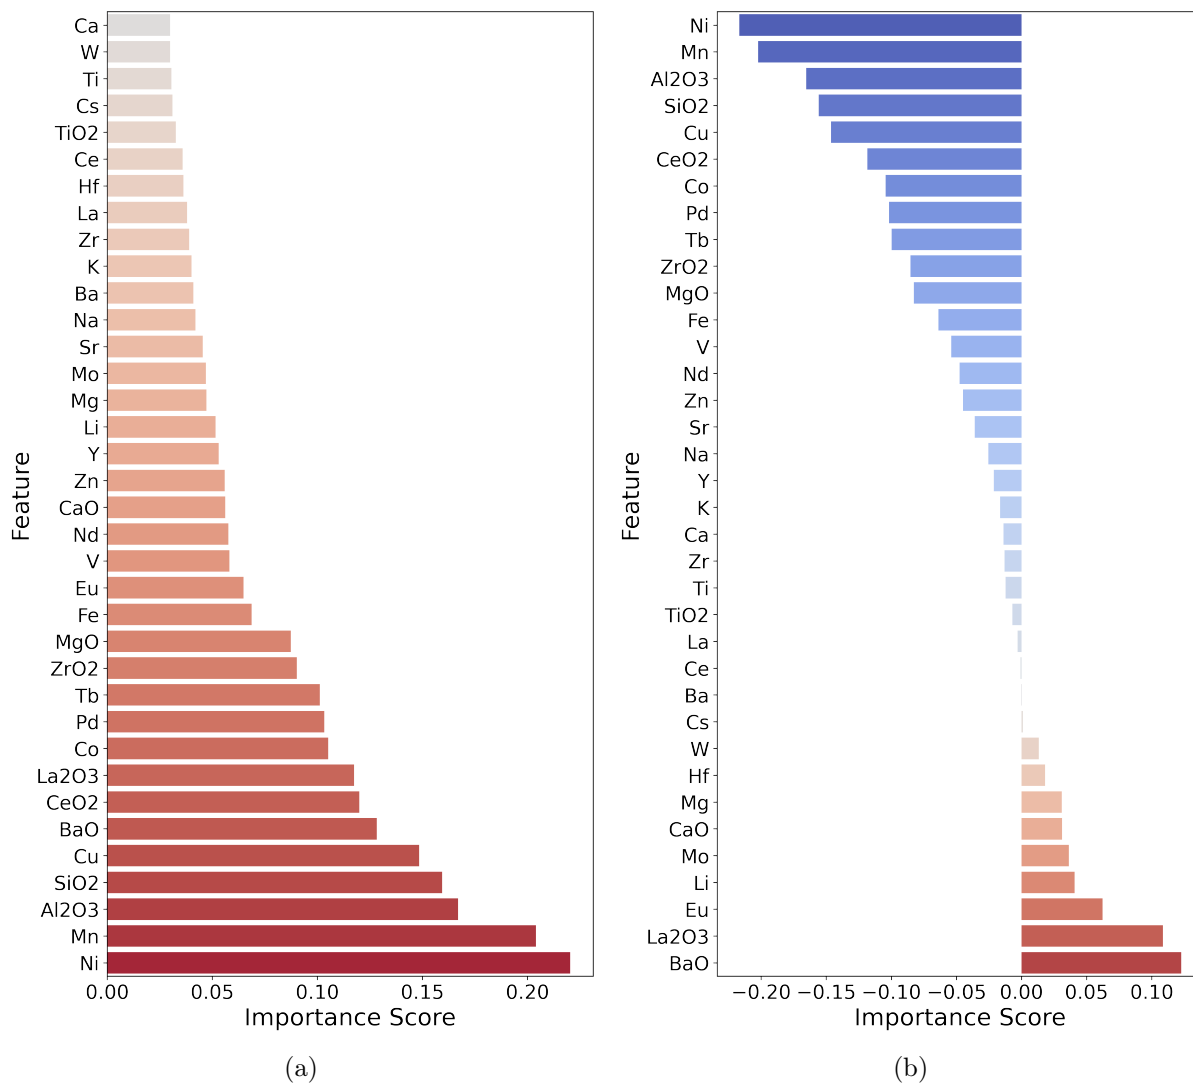 Feature
Ca
W
Ti
Cs
TiO2
Ce
Hf
La
Zr
K
Ba
Na
Sr
Mo
Mg
Li
Y
Zn
CaO
Nd
V
Eu
Fe
MgO
ZrO2
Tb
Pd
Co
La2O3
CeO2
BaO
Cu
SiO2
Al2O3
Mn
Ni
0.00 0.05 0.10 0.15 0.20
Importance Score
(a)
Feature
Ni
Mn
Al2O3
SiO2
Cu
CeO2
Co
Pd
Tb
ZrO2
MgO
Fe
V
Nd
Zn
Sr
Na
Y
K
Ca
Zr
Ti
TiO2
La
Ce
Ba
Cs
W
Hf
Mg
CaO
Mo
Li
Eu
La2O3
BaO
−0.20 −0.15 −0.10 −0.05 0.00 0.05 0.10
Importance Score
(b)